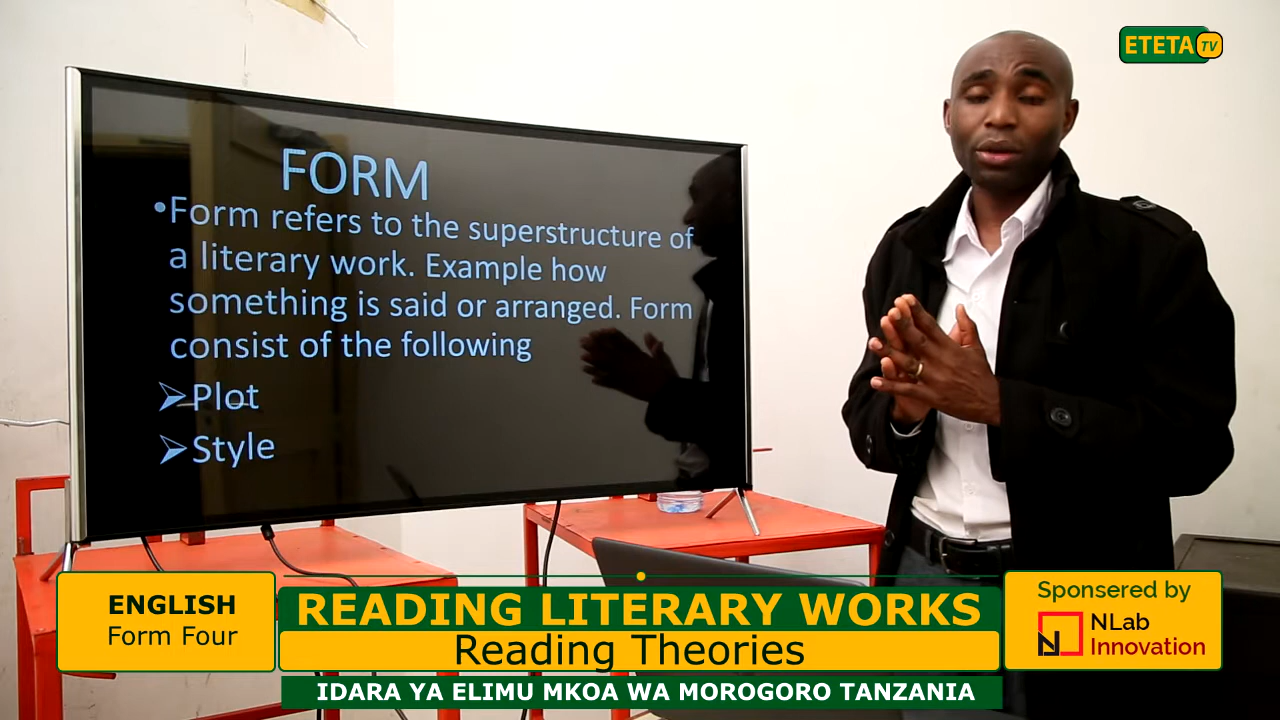 ETETA TV
FORM
•Form refers to the superstructure of
a literary work. Example how
something is said or arranged. Form
consist of the following
➢Plot
➢Style
ENGLISH
Form Four
READING LITERARY WORKS
Reading Theories
IDARA YA ELIMU MKOA WA MOROGORO TANZANIA
Sponsered by
NLab
Innovation